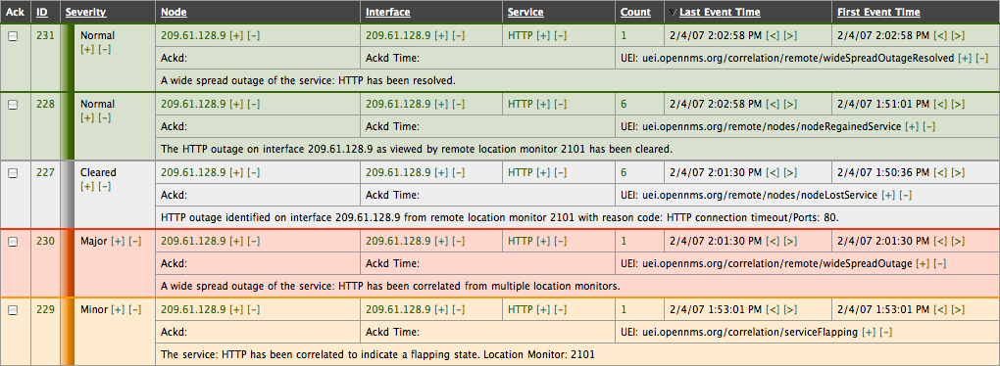 Ack ID Severity Node Interface Service Count Last Event Time First Event Time
231 Normal 209.61.128.9 [+] [−] 209.61.128.9 [+] [−] HTTP [+] [−] 1 2/4/07 2:02:58 PM [<] [>] 2/4/07 2:02:58 PM [<] [>]
[+] [−] Ackd: Ackd Time: UEI: uei.opennms.org/correlation/remote/wideSpreadOutageResolved [+] [−]
A wide spread outage of the service: HTTP has been resolved.
228 Normal 209.61.128.9 [+] [−] 209.61.128.9 [+] [−] HTTP [+] [−] 6 2/4/07 2:02:58 PM [<] [>] 2/4/07 1:51:01 PM [<] [>]
[+] [−] Ackd: Ackd Time: UEI: uei.opennms.org/remote/nodes/nodeRegainedService [+] [−]
The HTTP outage on interface 209.61.128.9 as viewed by remote location monitor 2101 has been cleared.
227 Cleared 209.61.128.9 [+] [−] 209.61.128.9 [+] [−] HTTP [+] [−] 6 2/4/07 2:01:30 PM [<] [>] 2/4/07 1:50:36 PM [<] [>]
[+] [−] Ackd: Ackd Time: UEI: uei.opennms.org/remote/nodes/nodeLostService [+] [−]
HTTP outage identified on interface 209.61.128.9 from remote location monitor 2101 with reason code: HTTP connection timeout/Ports: 80.
230 Major [+] [−] 209.61.128.9 [+] [−] 209.61.128.9 [+] [−] HTTP [+] [−] 1 2/4/07 2:01:30 PM [<] [>] 2/4/07 2:01:30 PM [<] [>]
Ackd: Ackd Time: UEI: uei.opennms.org/correlation/remote/wideSpreadOutage [+] [−]
A wide spread outage of the service: HTTP has been correlated from multiple location monitors.
229 Minor [+] [−] 209.61.128.9 [+] [−] 209.61.128.9 [+] [−] HTTP [+] [−] 1 2/4/07 1:53:01 PM [<] [>] 2/4/07 1:53:01 PM [<] [>]
Ackd: Ackd Time: UEI: uei.opennms.org/correlation/serviceFlapping [+] [−]
The service: HTTP has been correlated to indicate a flapping state. Location Monitor: 2101